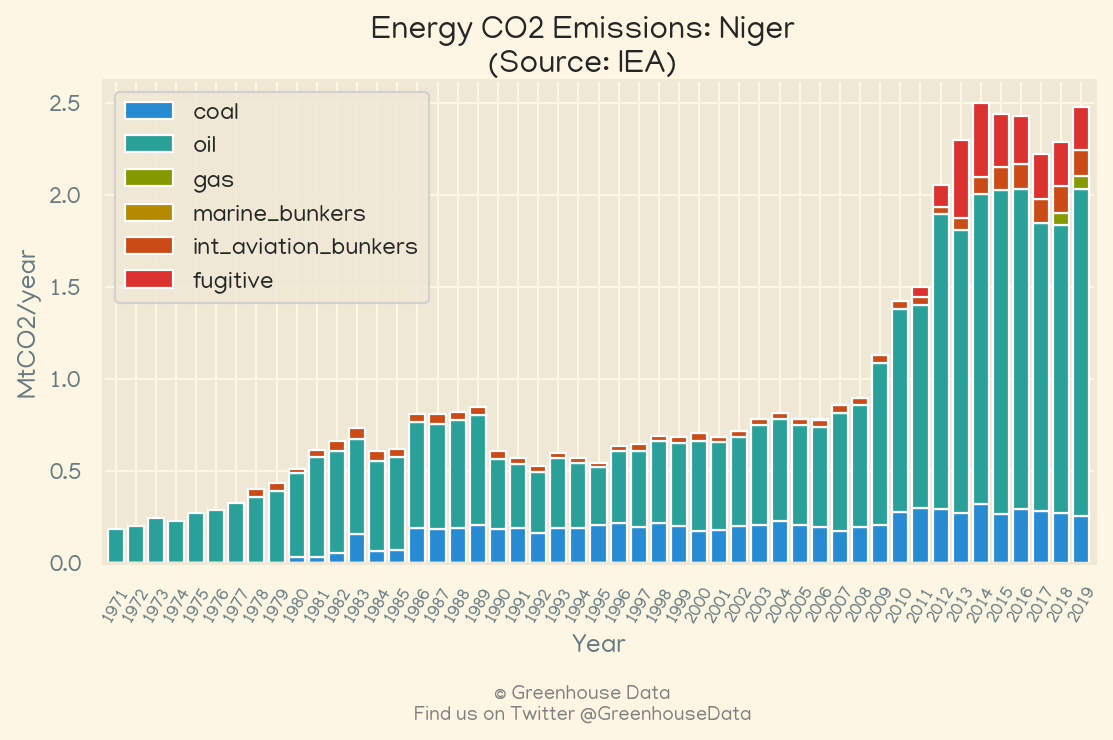 Energy CO2 Emissions: Niger
(Source: IEA)
coal
oil
gas
marine_bunkers
int_aviation_bunkers
fugitive
MtCO2/year
2.5
2.0
1.5
1.0
0.5
0.0
1971 1972 1973 1974 1975 1976 1977 1978 1979 1980 1981 1982 1983 1984 1985 1986 1987 1988 1989 1990 1991 1992 1993 1994 1995 1996 1997 1998 1999 2000 2001 2002 2003 2004 2005 2006 2007 2008 2009 2010 2011 2012 2013 2014 2015 2016 2017 2018 2019
Year
© Greenhouse Data
Find us on Twitter @GreenhouseData